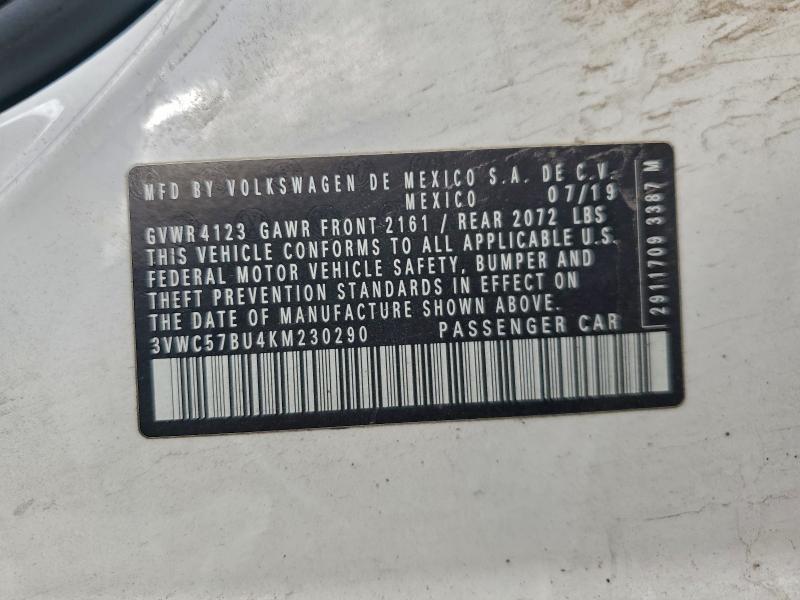 MFD BY VOLKSWAGEN DE MEXICO S.A. DE C.V.
MEXICO 07/19
GVWR 4123 GAWR FRONT 2161 / REAR 2072 LBS
THiS VEHICLE CONFORMS TO ALL APPLICABLE U.S.
FEDERAL MOTOR VEHICLE SAFETY, BUMPER AND
THEFT PREVENTION STANDARDS IN EFFECT ON
THE DATE OF MANUFACTURE SHOWN ABOVE.
3VWC57BU4KM230290 PASSENGER CAR
2911709 3387 M